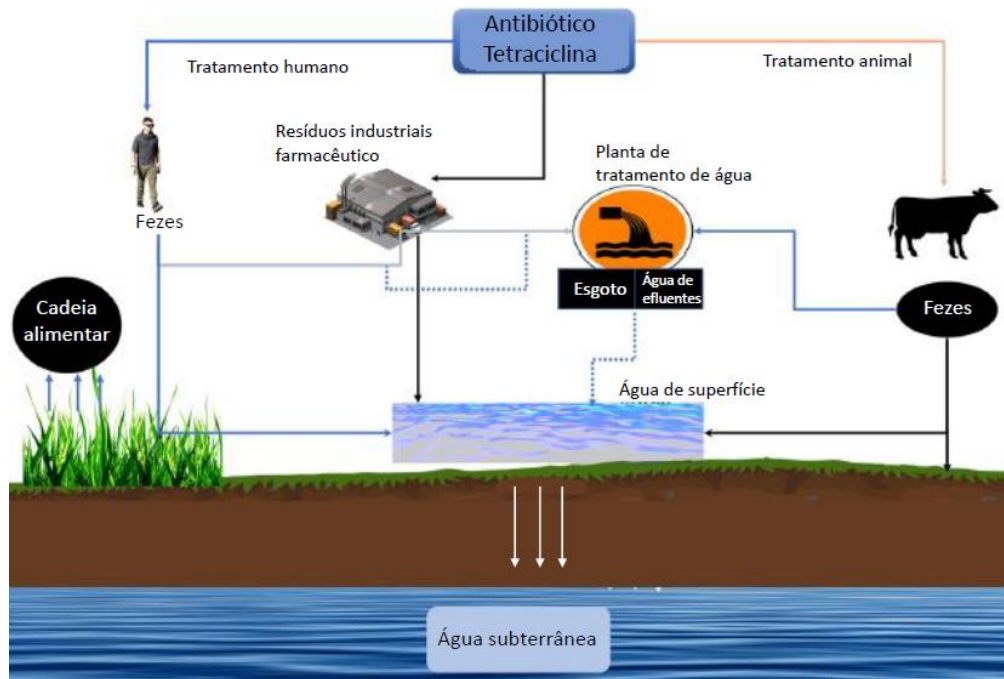 Antibiótico
Tetraciclina
Tratamento humano
Tratamento animal
Resíduos industriais
farmacêutico
Planta de
tratamento de água
Fezes
Esgoto
Água de
efluentes
Fezes
Cadeia
alimentar
Água de superfície
Água subterrânea